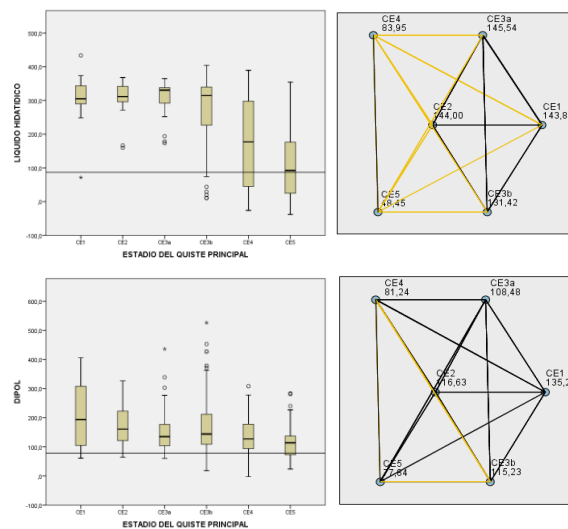 LIQUIDO HIDATÍDICO
500,0
400,0
300,0
200,0
100,0
,0
-100,0
CE1 CE2 CE3a CE3b CE4 CE5
ESTADIO DEL QUISTE PRINCIPAL
CE4
83,95
CE3a
145,54
CE2
144,00
CE1
143,8
CE5
48,45
CE3b
131,42
DIPOL
600,0
500,0
400,0
300,0
200,0
100,0
,0
-100,0
CE1 CE2 CE3a CE3b CE4 CE5
ESTADIO DEL QUISTE PRINCIPAL
CE4
81,24
CE3a
108,48
CE2
116,63
CE1
135,2
CE5
77,84
CE3b
115,23